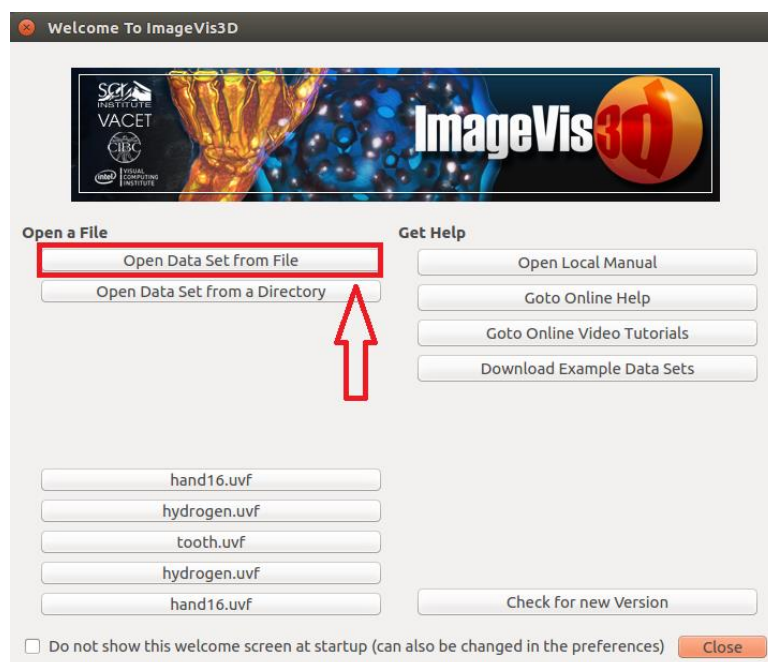 Welcome To ImageVis3D
SCI
INSTITUTE
VACET
CIBC
intel VISUAL
COMPUTING
INSTITUTE
ImageVis3D
Open a File
Open Data Set from File
Open Data Set from a Directory
hand16.uvf
hydrogen.uvf
tooth.uvf
hydrogen.uvf
hand16.uvf
Get Help
Open Local Manual
Goto Online Help
Goto Online Video Tutorials
Download Example Data Sets
Check for new Version
Do not show this welcome screen at startup (can also be changed in the preferences)
Close